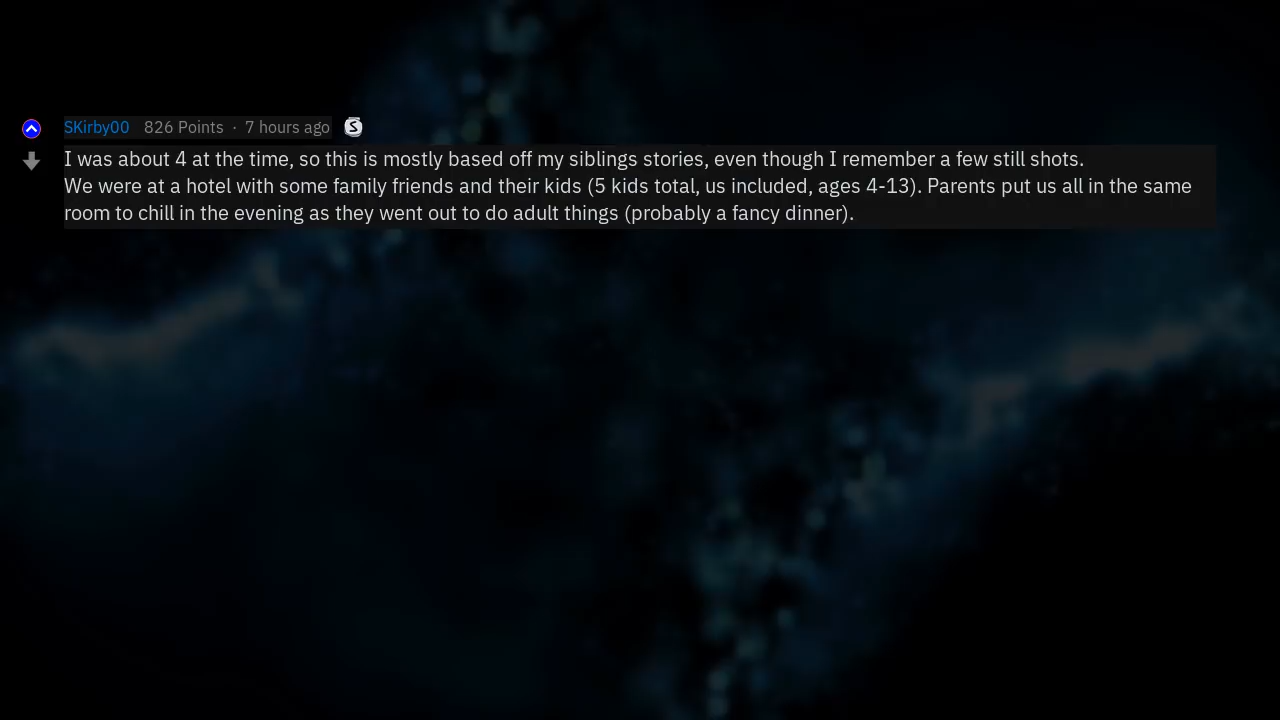 SKirby00 826 Points · 7 hours ago S
I was about 4 at the time, so this is mostly based off my siblings stories, even though I remember a few still shots.
We were at a hotel with some family friends and their kids (5 kids total, us included, ages 4-13). Parents put us all in the same
room to chill in the evening as they went out to do adult things (probably a fancy dinner).